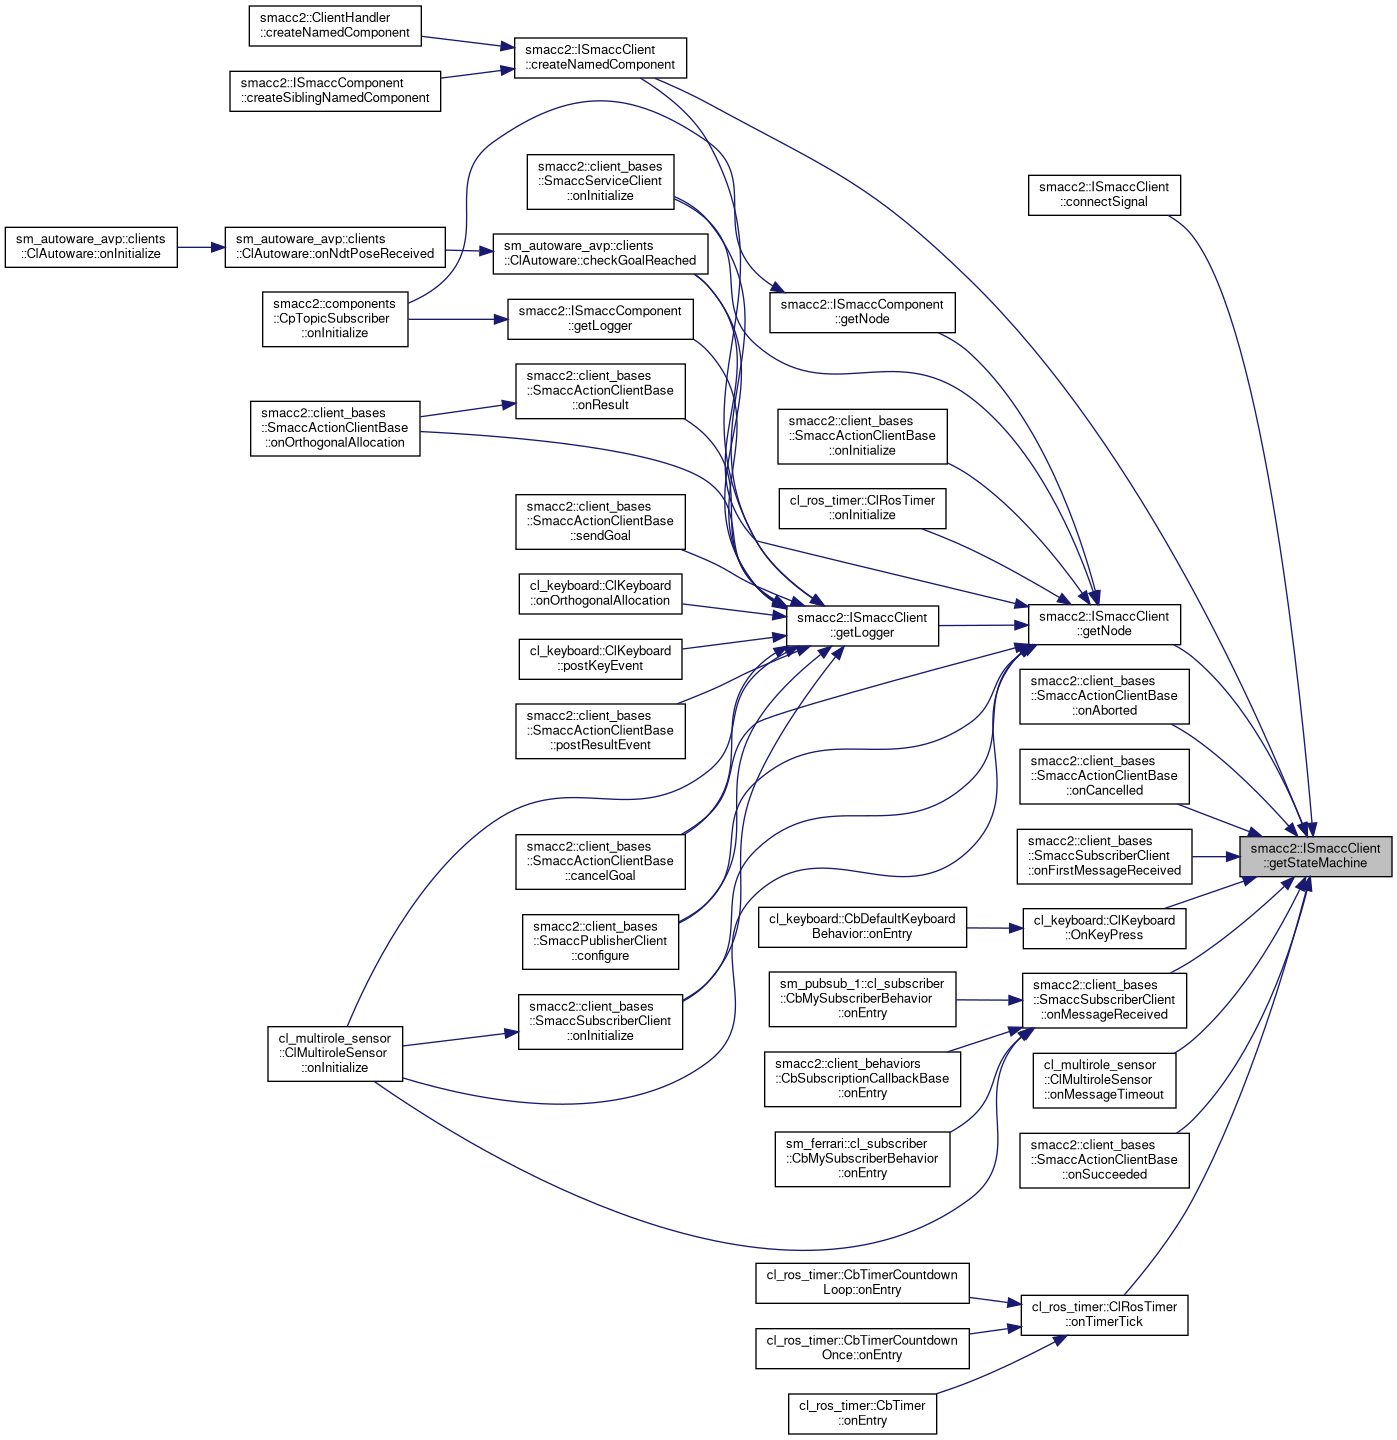 smacc2::ClientHandler
::createNamedComponent
smacc2::ISmaccClient
::createNamedComponent
smacc2::ISmaccComponent
::createSiblingNamedComponent
smacc2::client_bases
::SmaccServiceClient
::onInitialize
smacc2::ISmaccClient
::connectSignal
sm_autoware_avp::clients
::ClAutoware::onInitialize
sm_autoware_avp::clients
::ClAutoware::onNdtPoseReceived
sm_autoware_avp::clients
::ClAutoware::checkGoalReached
smacc2::components
::CpTopicSubscriber
::onInitialize
smacc2::ISmaccComponent
::getLogger
smacc2::ISmaccComponent
::getNode
smacc2::client_bases
::SmaccActionClientBase
::onResult
smacc2::client_bases
::SmaccActionClientBase
::onOrthogonalAllocation
smacc2::client_bases
::SmaccActionClientBase
::onInitialize
cl_ros_timer::ClRosTimer
::onInitialize
smacc2::client_bases
::SmaccActionClientBase
::sendGoal
cl_keyboard::ClKeyboard
::onOrthogonalAllocation
smacc2::ISmaccClient
::getLogger
smacc2::ISmaccClient
::getNode
cl_keyboard::ClKeyboard
::postKeyEvent
smacc2::client_bases
::SmaccActionClientBase
::onAborted
smacc2::client_bases
::SmaccActionClientBase
::postResultEvent
smacc2::client_bases
::SmaccActionClientBase
::onCancelled
smacc2::client_bases
::SmaccActionClientBase
::cancelGoal
smacc2::client_bases
::SmaccSubscriberClient
::onFirstMessageReceived
smacc2::ISmaccClient
::getStateMachine
smacc2::client_bases
::SmaccPublisherClient
::configure
cl_keyboard::CbDefaultKeyboard
Behavior::onEntry
cl_keyboard::ClKeyboard
::OnKeyPress
sm_pubsub_1::cl_subscriber
::CbMySubscriberBehavior
::onEntry
smacc2::client_bases
::SmaccSubscriberClient
::onMessageReceived
smacc2::client_bases
::SmaccSubscriberClient
::onInitialize
cl_multirole_sensor
::ClMultiroleSensor
::onInitialize
smacc2::client_behaviors
::CbSubscriptionCallbackBase
::onEntry
cl_multirole_sensor
::ClMultiroleSensor
::onMessageTimeout
sm_ferrari::cl_subscriber
::CbMySubscriberBehavior
::onEntry
smacc2::client_bases
::SmaccActionClientBase
::onSucceeded
cl_ros_timer::CbTimerCountdown
Loop::onEntry
cl_ros_timer::ClRosTimer
::onTimerTick
cl_ros_timer::CbTimerCountdown
Once::onEntry
cl_ros_timer::CbTimer
::onEntry